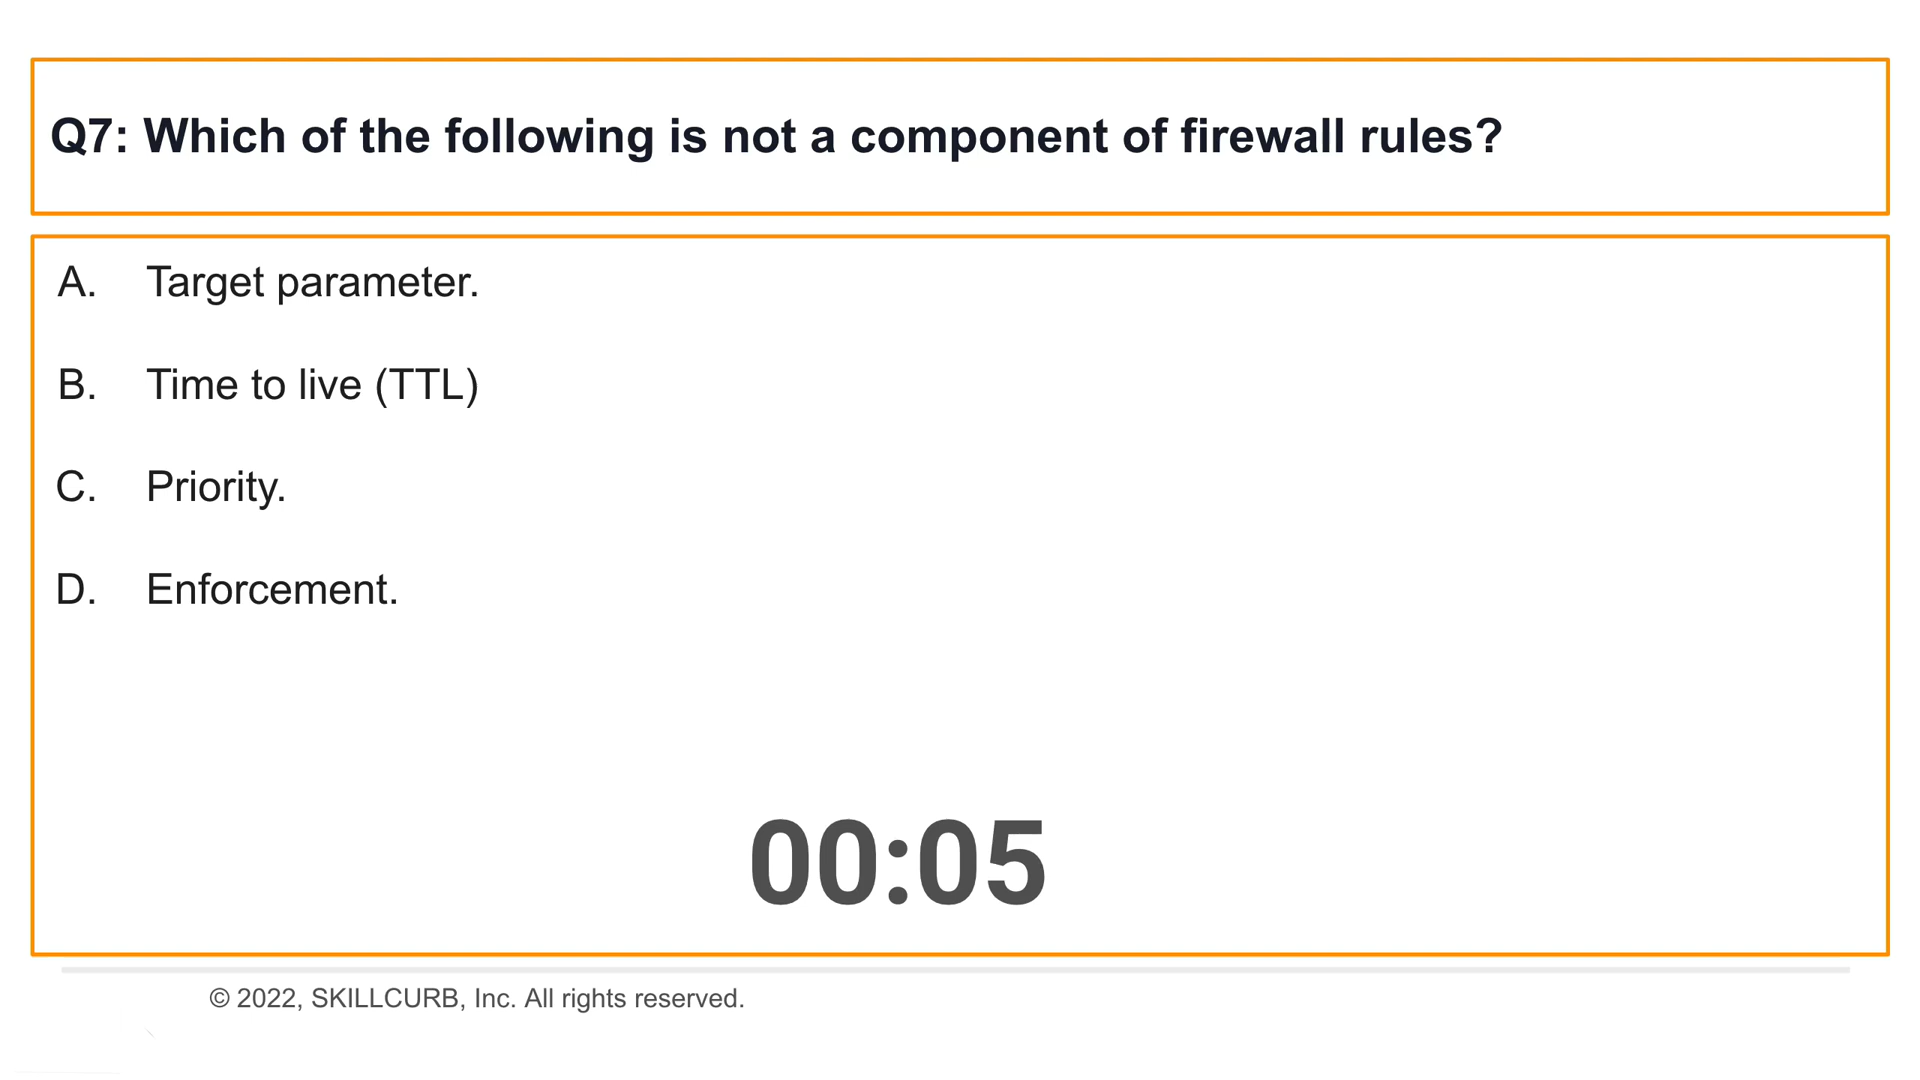 Q7: Which of the following is not a component of firewall rules?
A. Target parameter.
B. Time to live (TTL)
C. Priority.
D. Enforcement.
00:05
© 2022, SKILLCURB, Inc. All rights reserved.